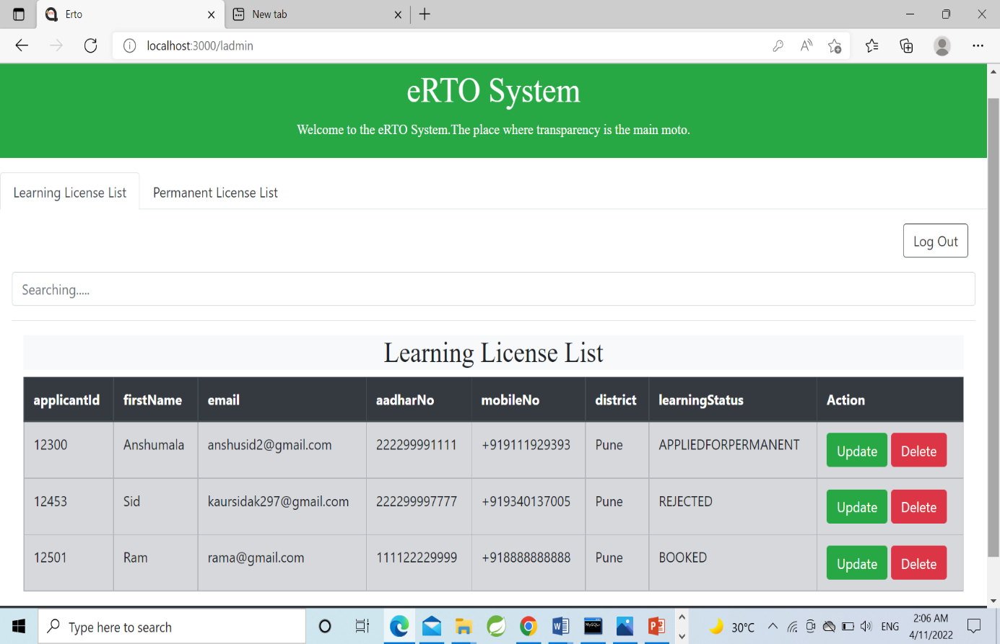 Erto
New tab
localhost:3000/ladmin
eRTO System
Welcome to the eRTO System.The place where transparency is the main moto.
Learning License List Permanent License List
Log Out
Searching.....
Learning License List
applicantId firstName email aadharNo mobileNo district learningStatus Action
12300 Anshumala anshusid2@gmail.com 222299991111 +919111929393 Pune APPLIEDFORPERMANENT Update Delete
12453 Sid kaursidak297@gmail.com 222299997777 +919340137005 Pune REJECTED Update Delete
12501 Ram rama@gmail.com 111122229999 +918888888888 Pune BOOKED Update Delete
Type here to search
30°C
ENG
2:06 AM
4/11/2022